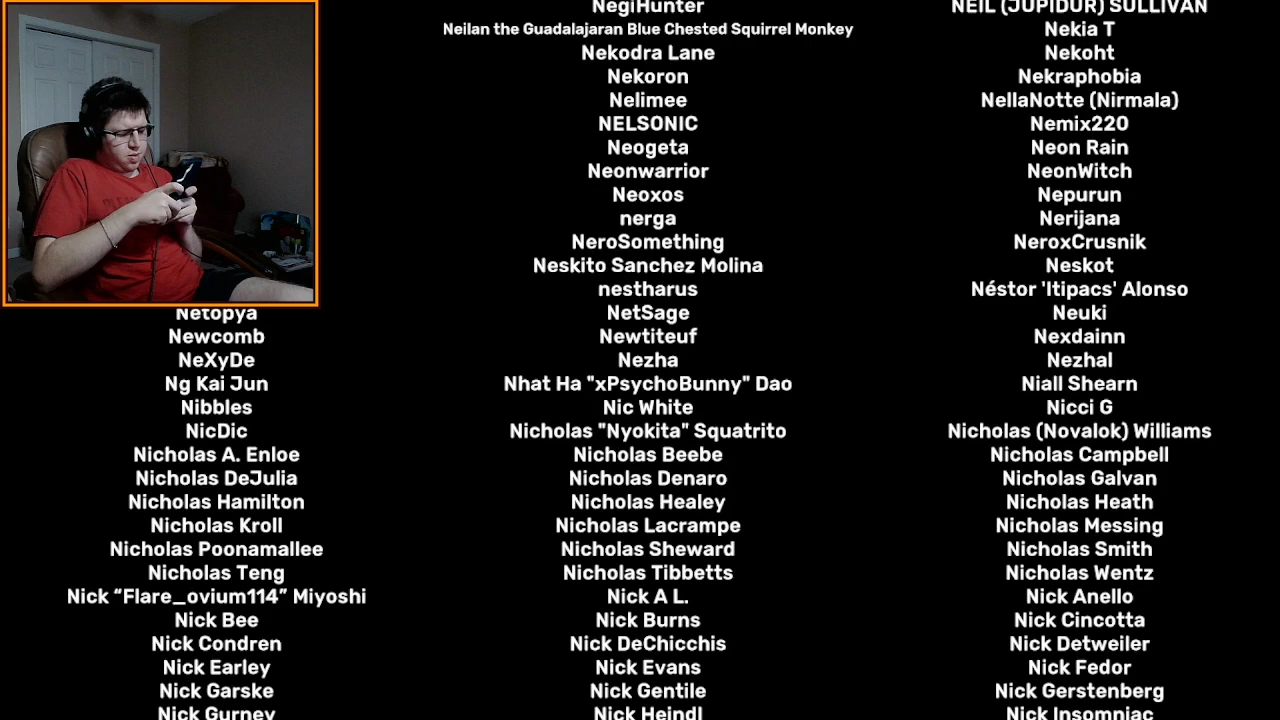 NegiHunter
NEIL (JUPIDUR) SULLIVAN
Neilan the Guadalajaran Blue Chested Squirrel Monkey
Nekia T
Nekodra Lane
Nekoht
Nekoron
Nekraphobia
Nelimee
NellaNotte (Nirmala)
NELSONIC
Nemix220
Neogeta
Neon Rain
Neonwarrior
NeonWitch
Neoxos
Nepurun
nerga
Nerijana
NeroSomething
NeroxCrusnik
Neskito Sanchez Molina
Neskot
nestharus
Néstor 'Itipacs' Alonso
Netopya
NetSage
Neuki
Newcomb
Newtiteuf
Nexdainn
NeXyDe
Nezha
Nezhal
Ng Kai Jun
Nhat Ha "xPsychoBunny" Dao
Niall Shearn
Nibbles
Nic White
Nicci G
NicDic
Nicholas "Nyokita" Squatrito
Nicholas (Novalok) Williams
Nicholas A. Enloe
Nicholas Beebe
Nicholas Campbell
Nicholas DeJulia
Nicholas Denaro
Nicholas Galvan
Nicholas Hamilton
Nicholas Healey
Nicholas Heath
Nicholas Kroll
Nicholas Lacrampe
Nicholas Messing
Nicholas Poonamallee
Nicholas Sheward
Nicholas Smith
Nicholas Teng
Nicholas Tibbetts
Nicholas Wentz
Nick “Flare_ovium114” Miyoshi
Nick A L.
Nick Anello
Nick Bee
Nick Burns
Nick Cincotta
Nick Condren
Nick DeChicchis
Nick Detweiler
Nick Earley
Nick Evans
Nick Fedor
Nick Garske
Nick Gentile
Nick Gerstenberg
Nick Gurney
Nick Heindl
Nick Insomniac